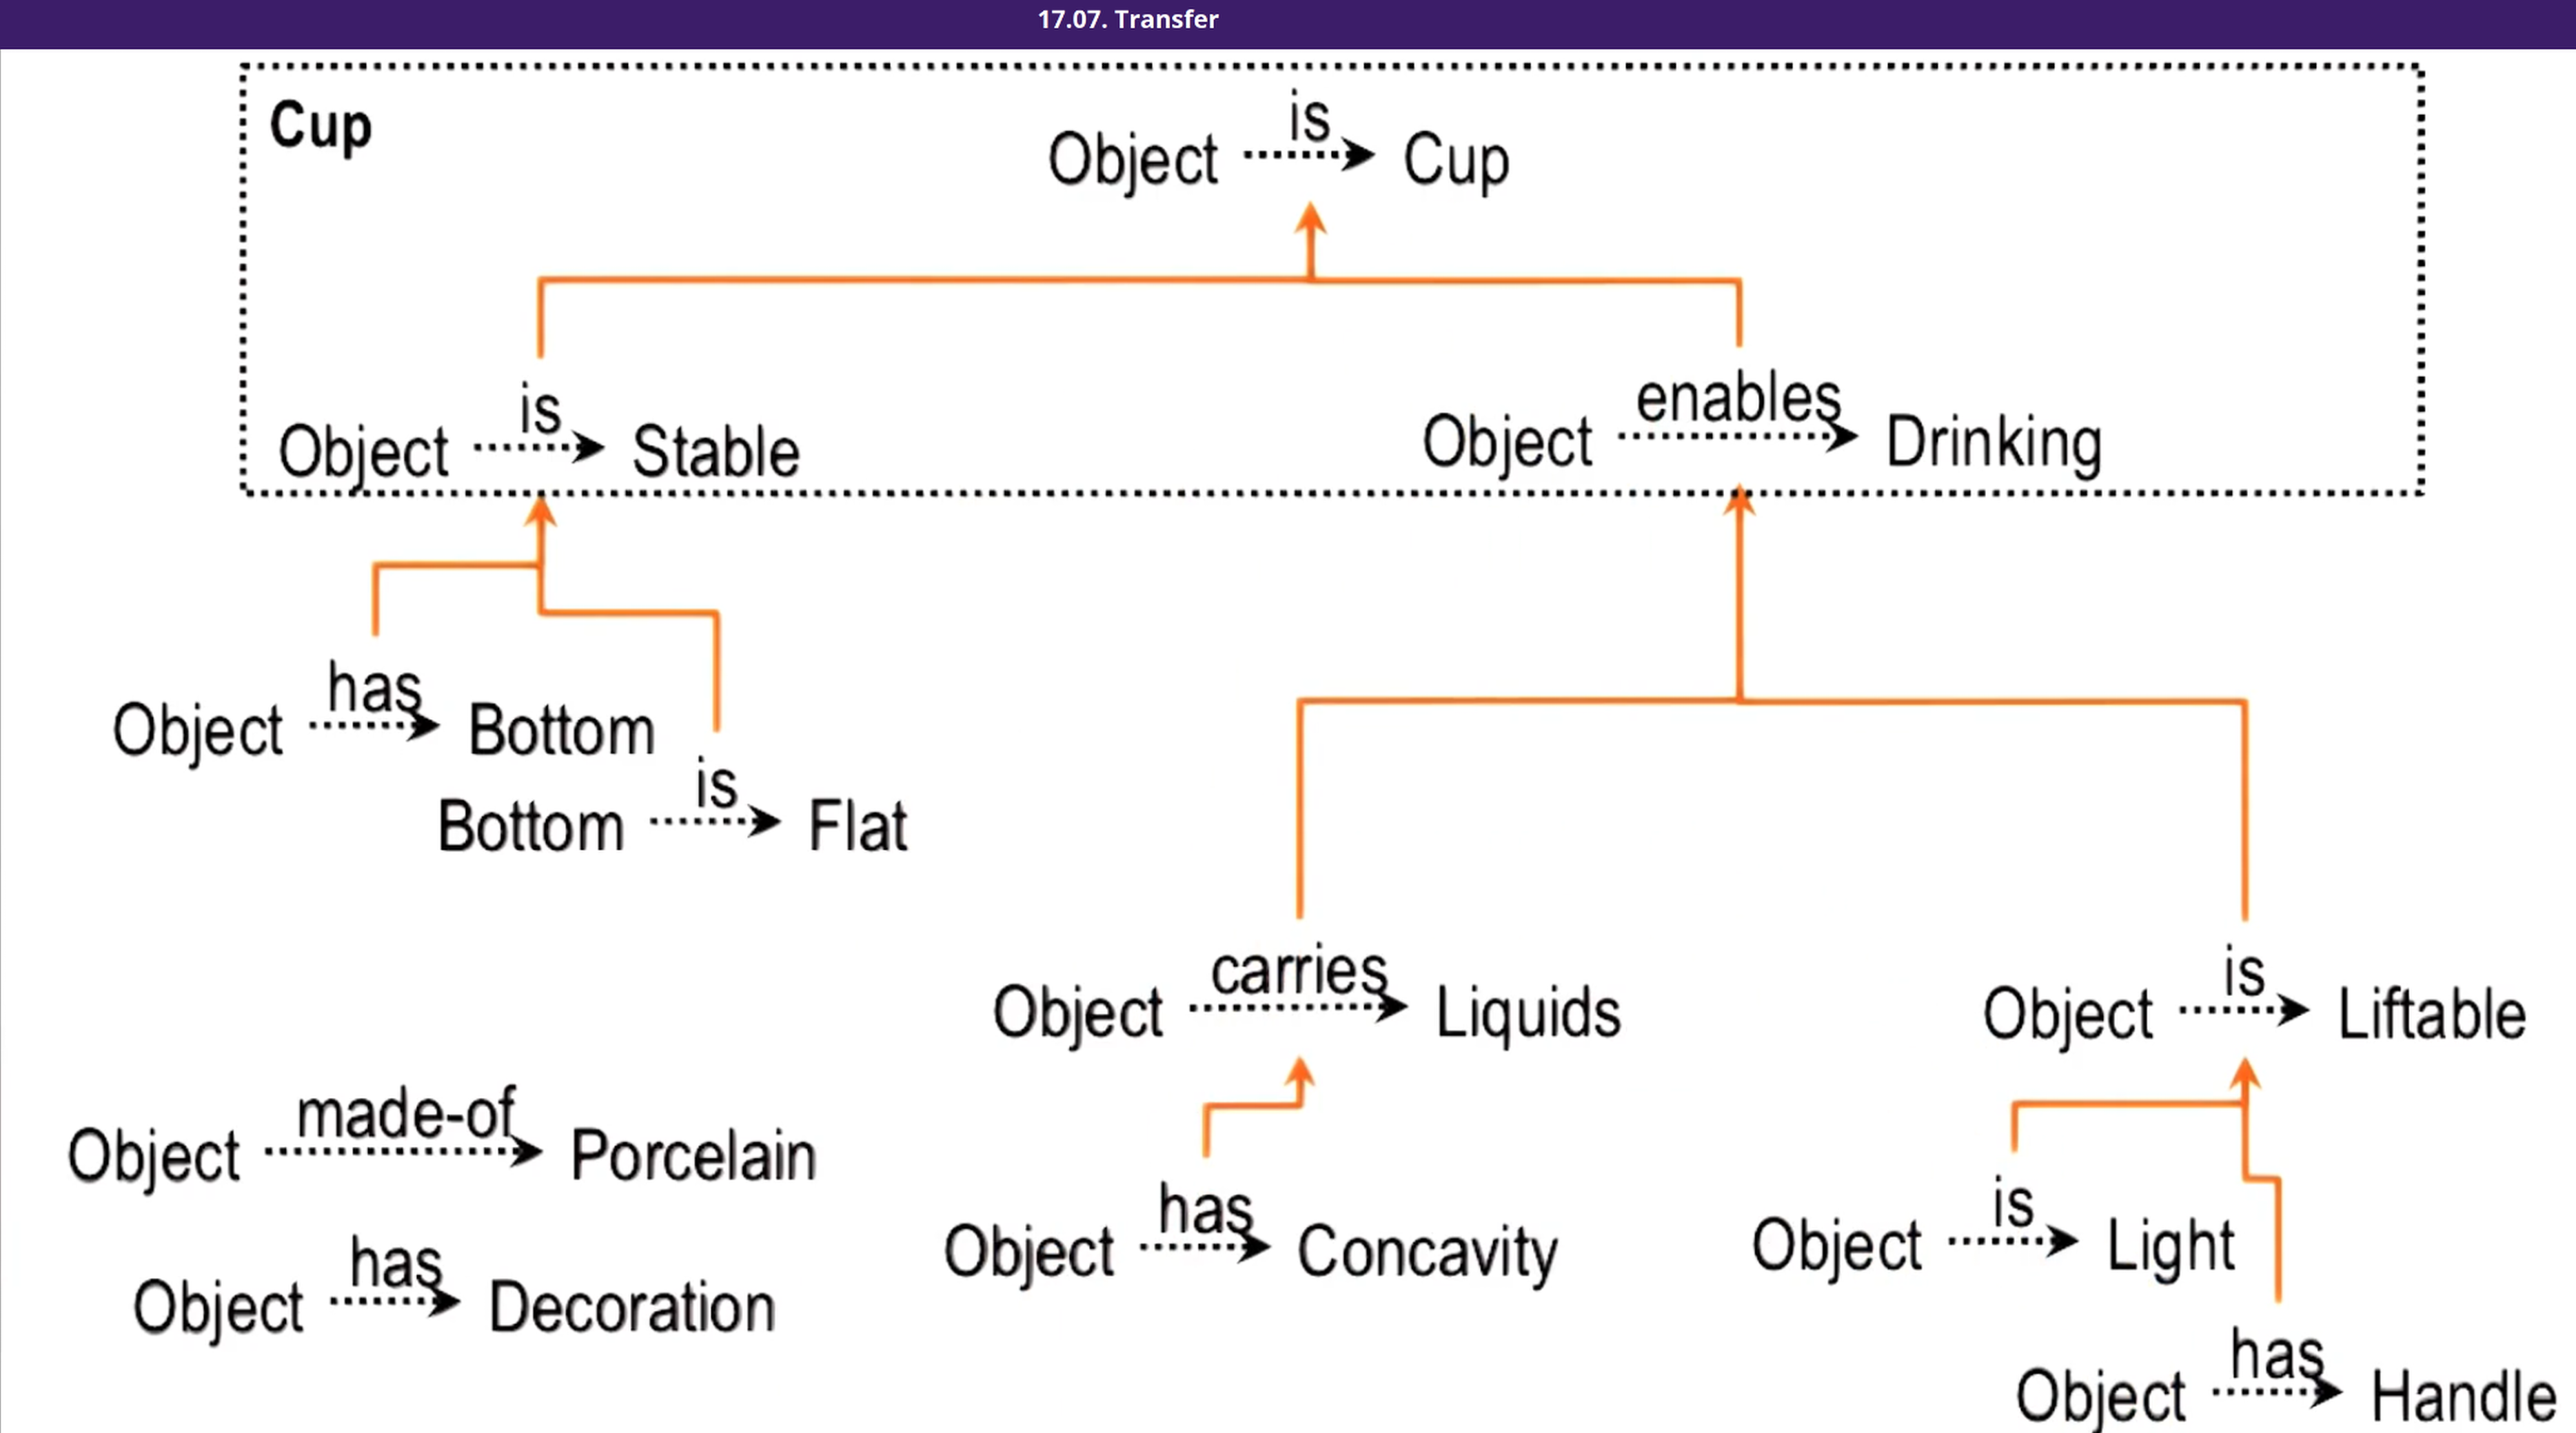 17.07. Transfer
Cup
is
Object Cup
is
Object Stable
enables
Object Drinking
has
Object Bottom
is
Bottom Flat
carries
Object Liquids
is
Object Liftable
made-of
Object Porcelain
has
Object Concavity
is
Object Light
has
Object Decoration
has
Object Handle